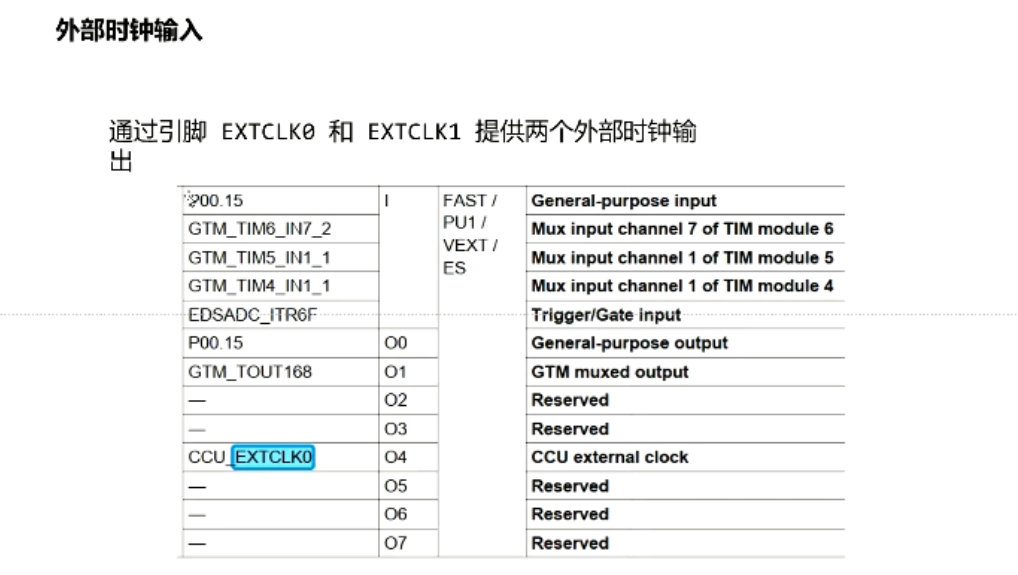 外部时钟输入
通过引脚 EXTCLK0 和 EXTCLK1 提供两个外部时钟输
出
P00.15 I FAST / General-purpose input
GTM_TIM6_IN7_2 PU1 / Mux input channel 7 of TIM module 6
GTM_TIM5_IN1_1 VEXT / Mux input channel 1 of TIM module 5
GTM_TIM4_IN1_1 ES Mux input channel 1 of TIM module 4
EDSADC_ITR6F Trigger/Gate input
P00.15 O0 General-purpose output
GTM_TOUT168 O1 GTM muxed output
— O2 Reserved
— O3 Reserved
CCU_EXTCLK0 O4 CCU external clock
— O5 Reserved
— O6 Reserved
— O7 Reserved